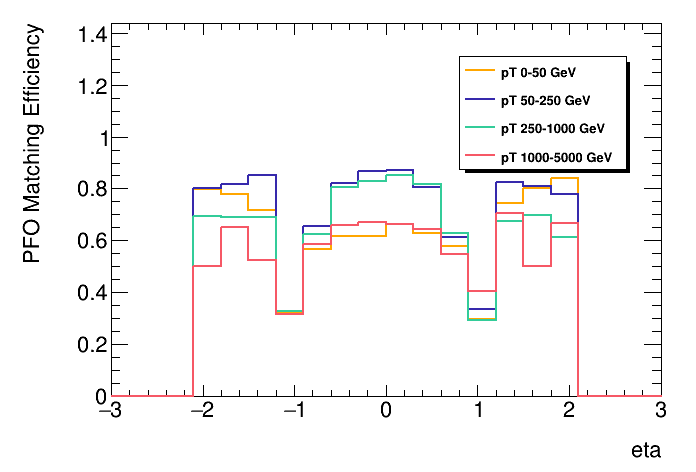 PFO Matching Efficiency
1.4
1.2
1
0.8
0.6
0.4
0.2
0
pT 0-50 GeV
pT 50-250 GeV
pT 250-1000 GeV
pT 1000-5000 GeV
−3 −2 −1 0 1 2 3
eta